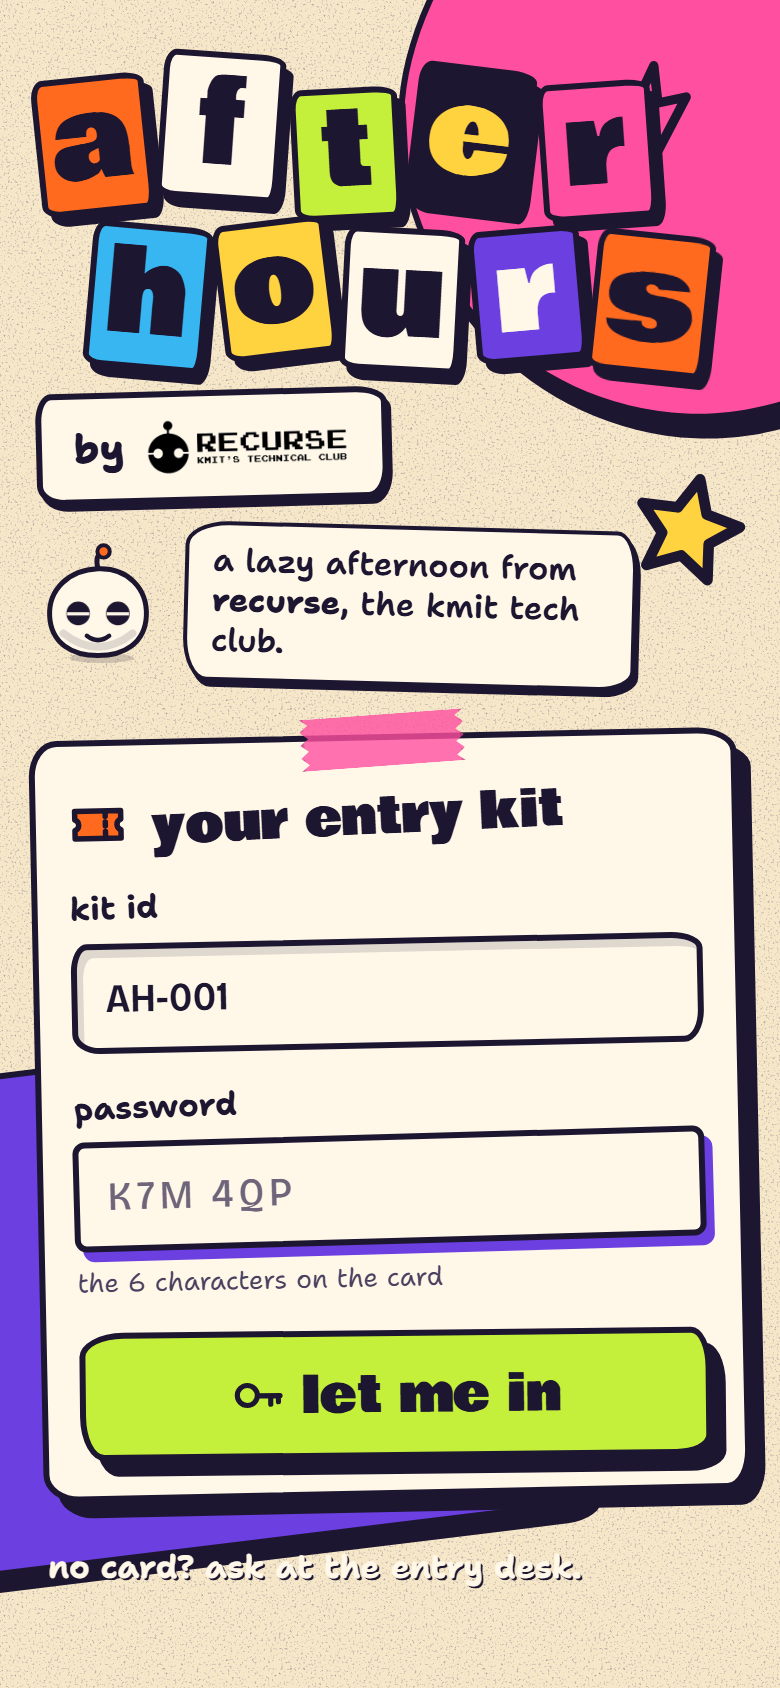 after
hours
by RECURSE
KMIT'S TECHNICAL CLUB
a lazy afternoon from
recurse, the kmit tech
club.
your entry kit
kit id
AH-001
password
K7M 4QP
the 6 characters on the card
let me in
no card? ask at the entry desk.